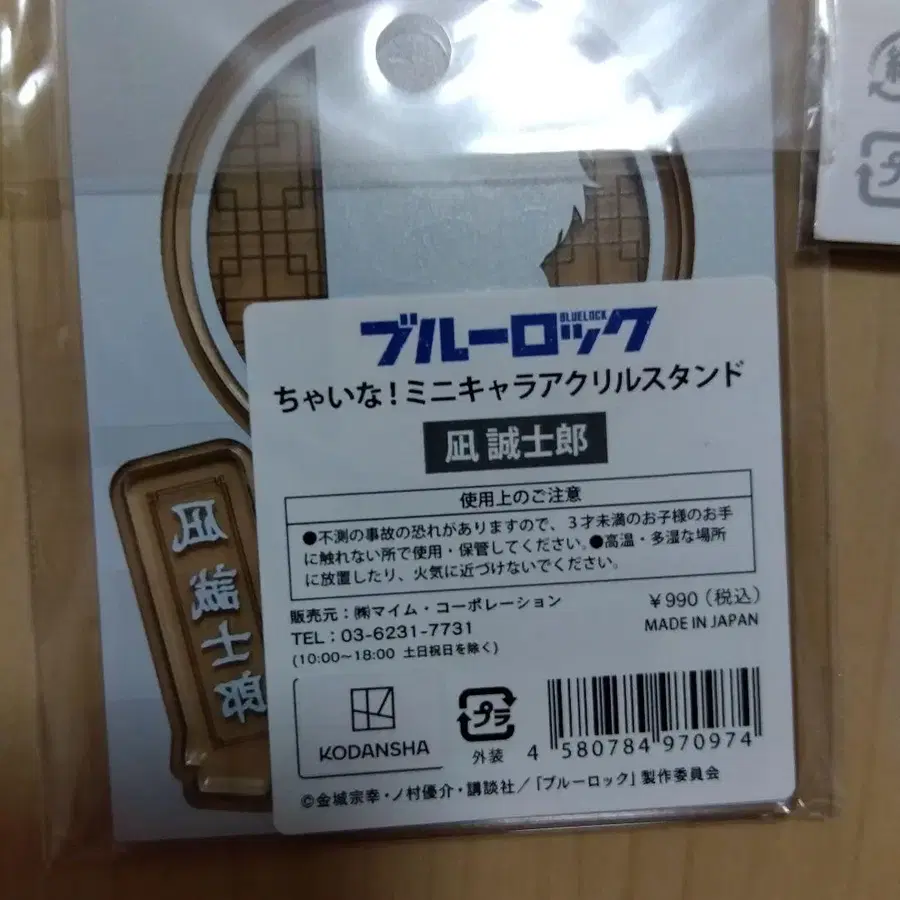 BLUELOCK
ブルーロック
ちゃいな!ミニキャラアクリルスタンド
凪 誠士郎
使用上のご注意
●不測の事故の恐れがありますので、3才未満のお子様のお手
に触れない所で使用・保管してください。●高温・多湿な場所
に放置したり、火気に近づけないでください。
販売元:㈱マイム・コーポレーション
¥990(税込)
TEL:03-6231-7731
MADE IN JAPAN
(10:00~18:00 土日祝日を除く)
KODANSHA
プラ
外装
4 580784 970974
©金城宗幸・ノ村優介・講談社/「ブルーロック」製作委員会
凪誠士郎
プ